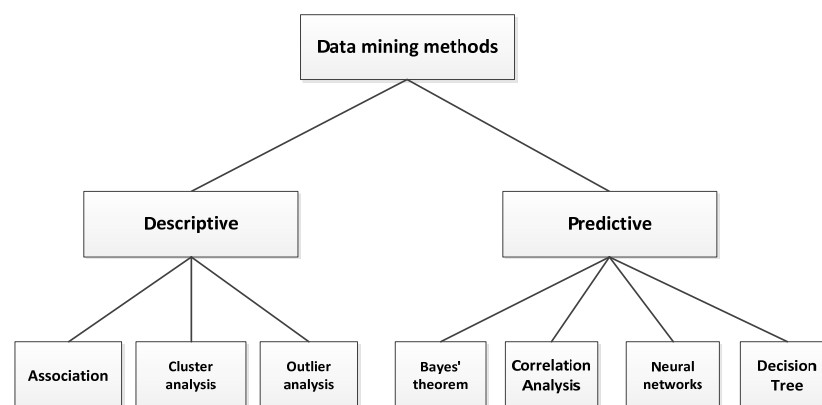 Data mining methods
Descriptive
Predictive
Association
Cluster
analysis
Outlier
analysis
Bayes'
theorem
Correlation
Analysis
Neural
networks
Decision
Tree